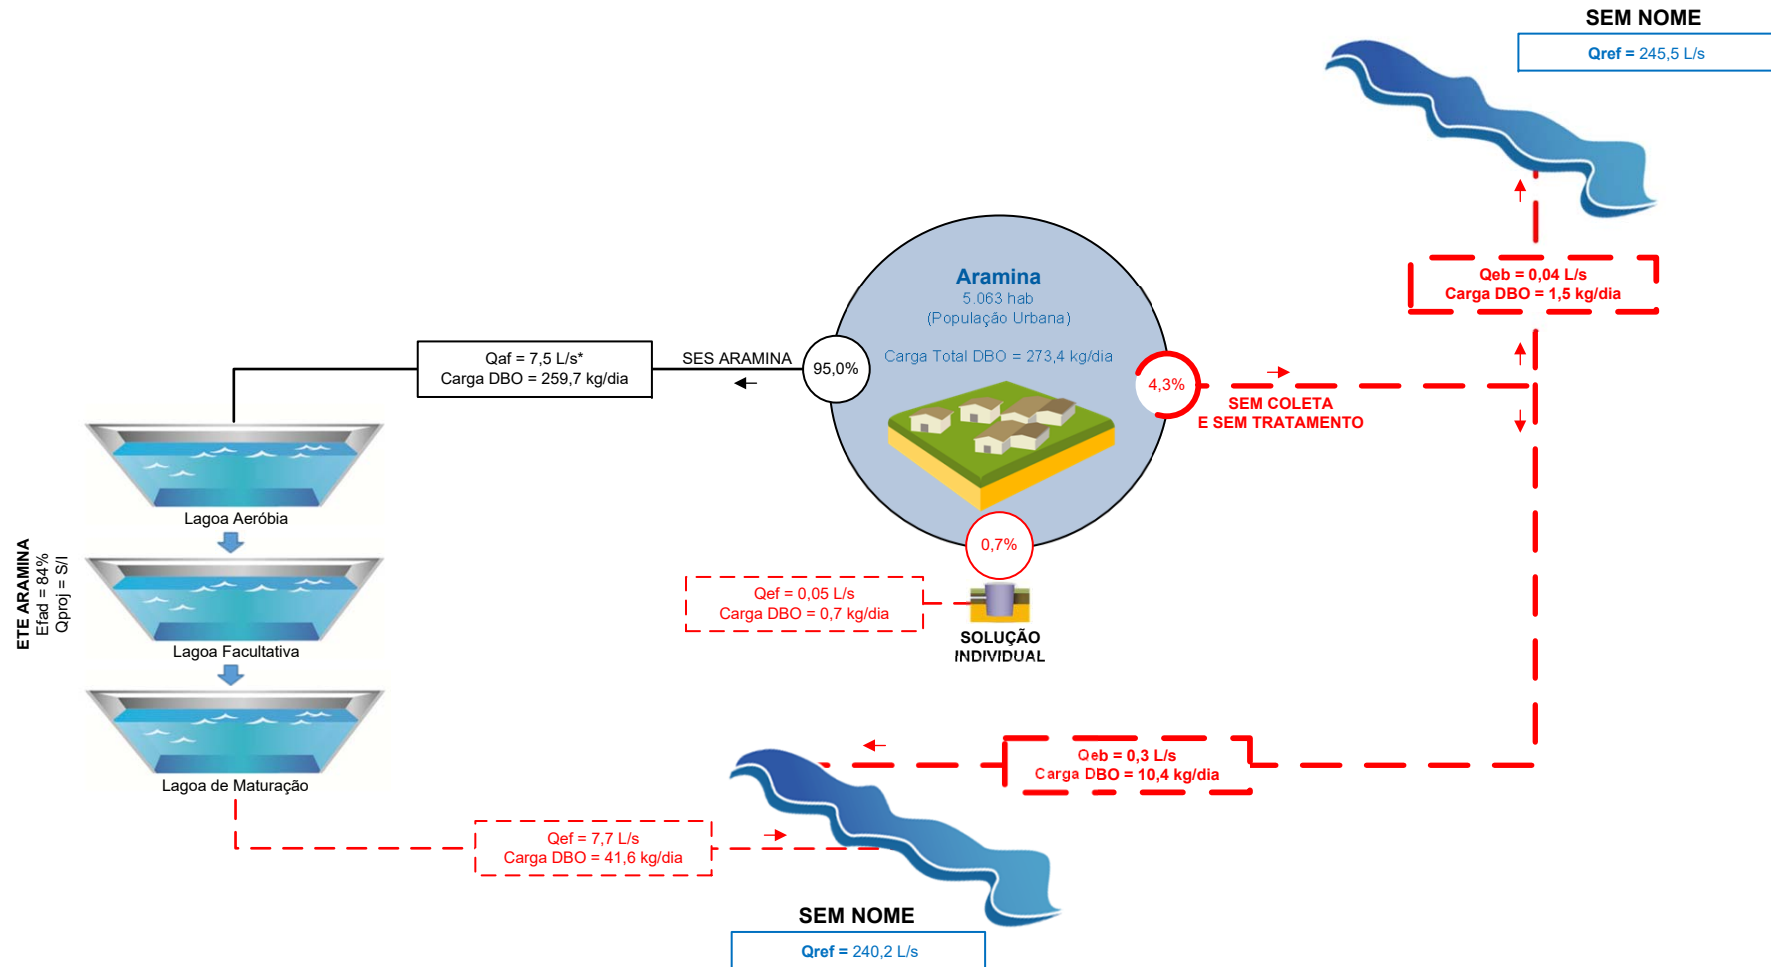 SEM NOME
Qref = 245,5 L/s
Aramina
5.063 hab
(População Urbana)
Carga Total DBO = 273,4 kg/dia
Qeb = 0,04 L/s
Carga DBO = 1,5 kg/dia
Qaf = 7,5 L/s*
Carga DBO = 259,7 kg/dia
SES ARAMINA
95,0%
4,3%
SEM COLETA
E SEM TRATAMENTO
Lagoa Aeróbia
0,7%
ETE ARAMINA
Efad = 84%
Qproj = S/I
Qef = 0,05 L/s
Carga DBO = 0,7 kg/dia
SOLUÇÃO
INDIVIDUAL
Lagoa Facultativa
Lagoa de Maturação
Qeb = 0,3 L/s
Carga DBO = 10,4 kg/dia
Qef = 7,7 L/s
Carga DBO = 41,6 kg/dia
SEM NOME
Qref = 240,2 L/s